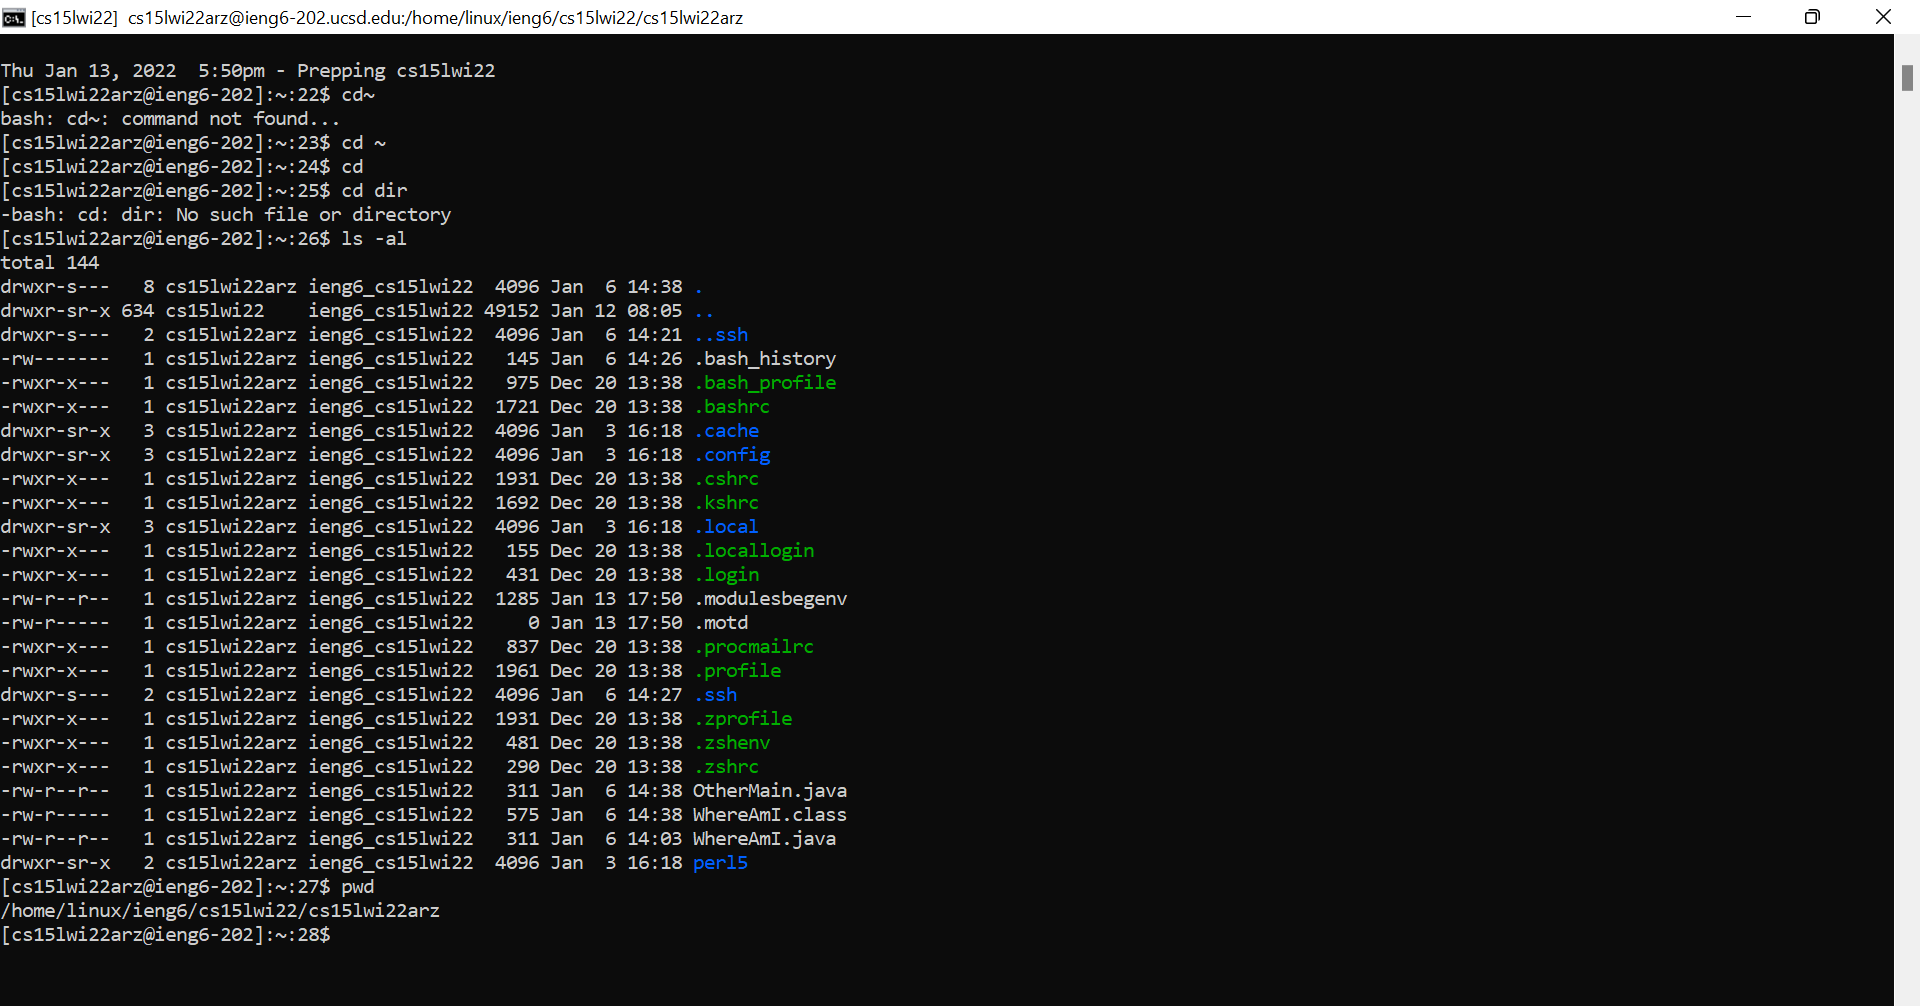 [cs15lwi22] cs15lwi22arz@ieng6-202.ucsd.edu:/home/linux/ieng6/cs15lwi22/cs15lwi22arz
Thu Jan 13, 2022  5:50pm - Prepping cs15lwi22
[cs15lwi22arz@ieng6-202]:~:22$ cd~
bash: cd~: command not found...
[cs15lwi22arz@ieng6-202]:~:23$ cd ~
[cs15lwi22arz@ieng6-202]:~:24$ cd
[cs15lwi22arz@ieng6-202]:~:25$ cd dir
-bash: cd: dir: No such file or directory
[cs15lwi22arz@ieng6-202]:~:26$ ls -al
total 144
drwxr-s---   8 cs15lwi22arz ieng6_cs15lwi22  4096 Jan  6 14:38 .
drwxr-sr-x 634 cs15lwi22    ieng6_cs15lwi22 49152 Jan 12 08:05 ..
drwxr-s---   2 cs15lwi22arz ieng6_cs15lwi22  4096 Jan  6 14:21 ..ssh
-rw-------   1 cs15lwi22arz ieng6_cs15lwi22   145 Jan  6 14:26 .bash_history
-rwxr-x---   1 cs15lwi22arz ieng6_cs15lwi22   975 Dec 20 13:38 .bash_profile
-rwxr-x---   1 cs15lwi22arz ieng6_cs15lwi22  1721 Dec 20 13:38 .bashrc
drwxr-sr-x   3 cs15lwi22arz ieng6_cs15lwi22  4096 Jan  3 16:18 .cache
drwxr-sr-x   3 cs15lwi22arz ieng6_cs15lwi22  4096 Jan  3 16:18 .config
-rwxr-x---   1 cs15lwi22arz ieng6_cs15lwi22  1931 Dec 20 13:38 .cshrc
-rwxr-x---   1 cs15lwi22arz ieng6_cs15lwi22  1692 Dec 20 13:38 .kshrc
drwxr-sr-x   3 cs15lwi22arz ieng6_cs15lwi22  4096 Jan  3 16:18 .local
-rwxr-x---   1 cs15lwi22arz ieng6_cs15lwi22   155 Dec 20 13:38 .locallogin
-rwxr-x---   1 cs15lwi22arz ieng6_cs15lwi22   431 Dec 20 13:38 .login
-rw-r--r--   1 cs15lwi22arz ieng6_cs15lwi22  1285 Jan 13 17:50 .modulesbegenv
-rw-r-----   1 cs15lwi22arz ieng6_cs15lwi22     0 Jan 13 17:50 .motd
-rwxr-x---   1 cs15lwi22arz ieng6_cs15lwi22   837 Dec 20 13:38 .procmailrc
-rwxr-x---   1 cs15lwi22arz ieng6_cs15lwi22  1961 Dec 20 13:38 .profile
drwxr-s---   2 cs15lwi22arz ieng6_cs15lwi22  4096 Jan  6 14:27 .ssh
-rwxr-x---   1 cs15lwi22arz ieng6_cs15lwi22  1931 Dec 20 13:38 .zprofile
-rwxr-x---   1 cs15lwi22arz ieng6_cs15lwi22   481 Dec 20 13:38 .zshenv
-rwxr-x---   1 cs15lwi22arz ieng6_cs15lwi22   290 Dec 20 13:38 .zshrc
-rw-r--r--   1 cs15lwi22arz ieng6_cs15lwi22   311 Jan  6 14:38 OtherMain.java
-rw-r-----   1 cs15lwi22arz ieng6_cs15lwi22   575 Jan  6 14:38 WhereAmI.class
-rw-r--r--   1 cs15lwi22arz ieng6_cs15lwi22   311 Jan  6 14:03 WhereAmI.java
drwxr-sr-x   2 cs15lwi22arz ieng6_cs15lwi22  4096 Jan  3 16:18 perl5
[cs15lwi22arz@ieng6-202]:~:27$ pwd
/home/linux/ieng6/cs15lwi22/cs15lwi22arz
[cs15lwi22arz@ieng6-202]:~:28$